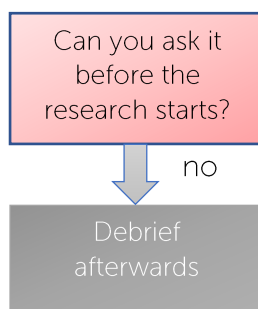 Can you ask it
before the
research starts?
no
Debrief
afterwards